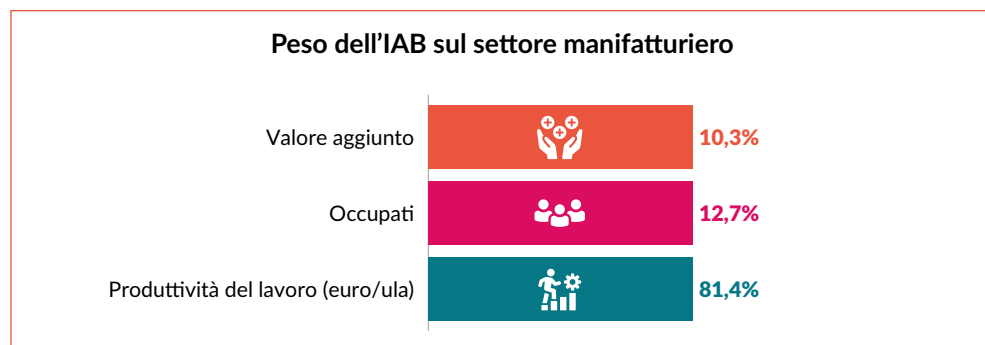 Peso dell'IAB sul settore manifatturiero
Valore aggiunto 10,3%
Occupati 12,7%
Produttività del lavoro (euro/ula) 81,4%